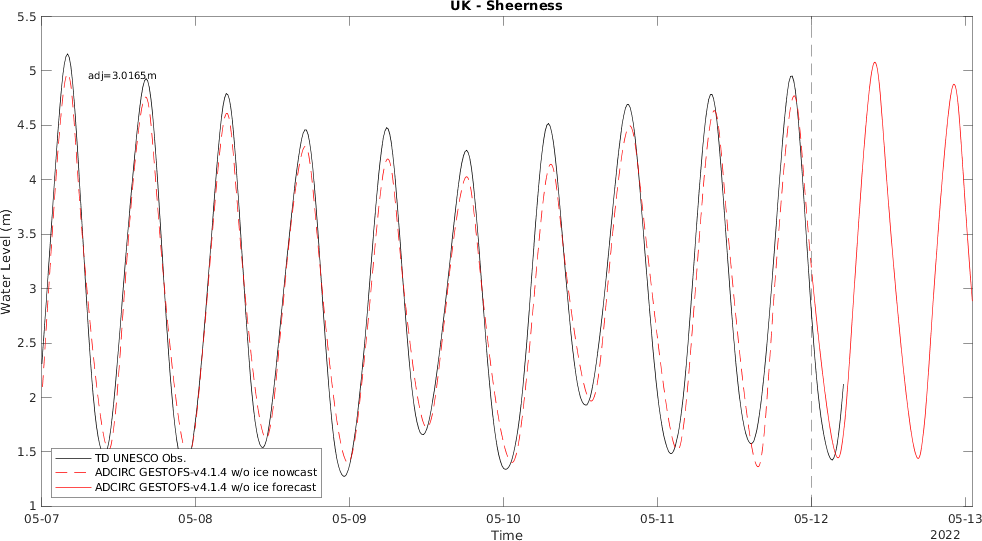 UK - Sheerness
5.5
5
4.5
4
3.5
3
2.5
2
1.5
1
Water Level (m)
adj=3.0165m
TD UNESCO Obs.
ADCIRC GESTOFS-v4.1.4 w/o ice nowcast
ADCIRC GESTOFS-v4.1.4 w/o ice forecast
05-07 05-08 05-09 05-10 05-11 05-12 05-13
Time
2022